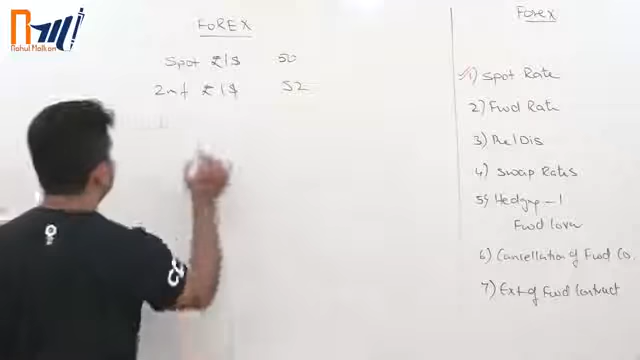 Rahul Malkan
FOREX
Spot ₹/$ 50
2mf ₹/$ 52
Forex
1) Spot Rate
2) Fwd Rate
3) Pre/Dis
4) Swap Rates
5) Hedging - 1
Fwd Cover
6) Cancellation of Fwd Co.
7) Ext of Fwd Contract